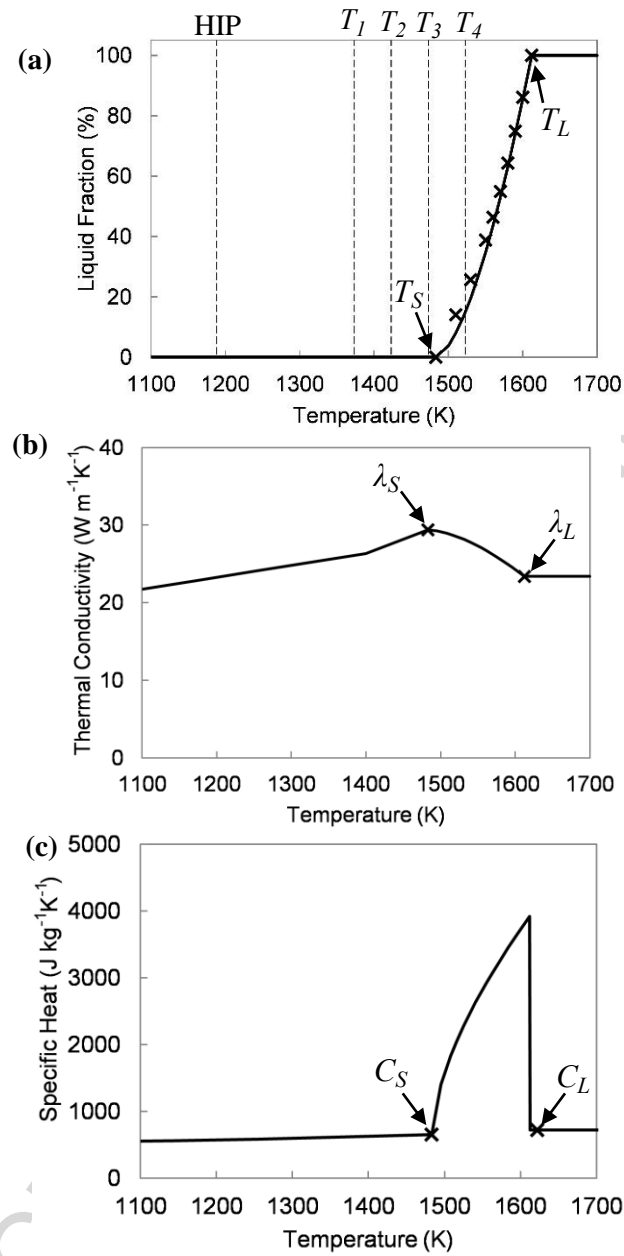 HIP T1 T2 T3 T4
(a)
100
80
60
40
20
0
Liquid Fraction (%)
TL
TS
1100 1200 1300 1400 1500 1600 1700
Temperature (K)
(b)
40
30
20
10
0
Thermal Conductivity (W m-1K-1)
λS
λL
1100 1200 1300 1400 1500 1600 1700
Temperature (K)
(c)
5000
4000
3000
2000
1000
0
Specific Heat (J kg-1K-1)
CS
CL
1100 1200 1300 1400 1500 1600 1700
Temperature (K)